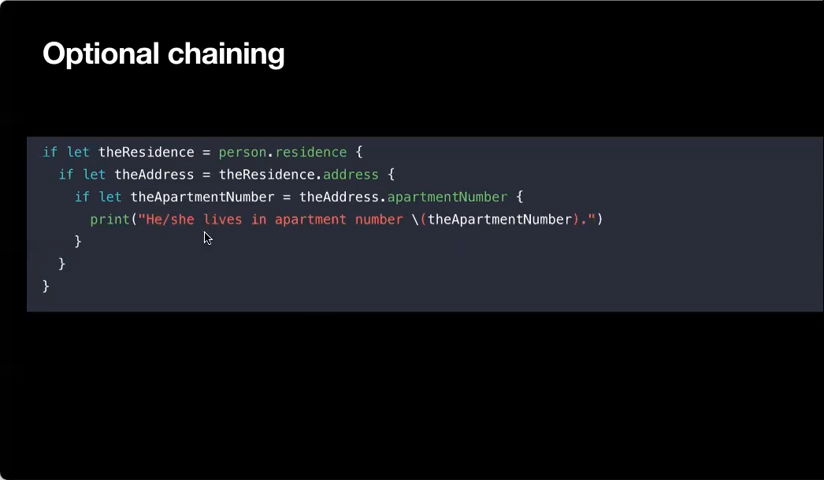 Optional chaining
if let theResidence = person.residence {
if let theAddress = theResidence.address {
if let theApartmentNumber = theAddress.apartmentNumber {
print("He/she lives in apartment number \(theApartmentNumber).")
}
}
}